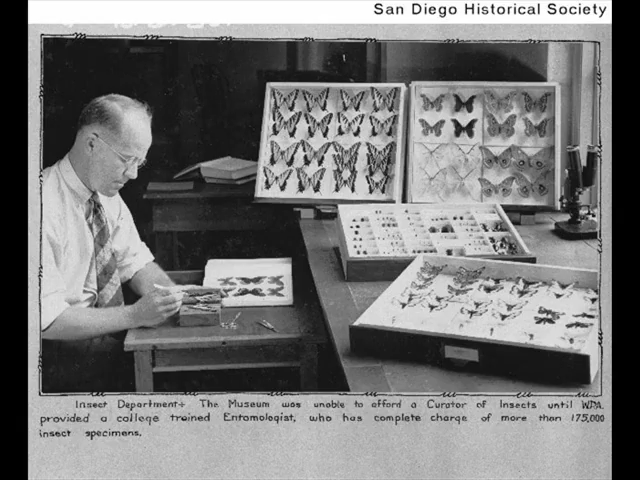 San Diego Historical Society
Insect Department+ The Museum was unable to afford a Curator of Insects until WPA
provided a college trained Entomologist, who has complete charge of more than 175,000
insect specimens.